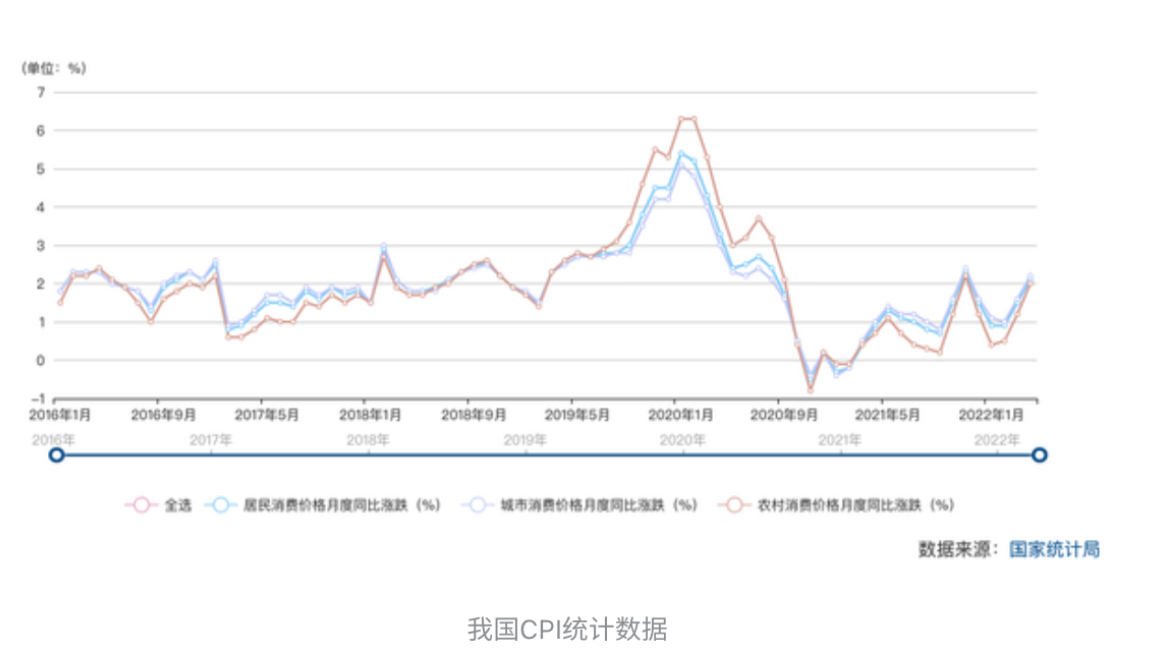 (单位：%)
7
6
5
4
3
2
1
0
-1
2016年1月 2016年9月 2017年5月 2018年1月 2018年9月 2019年5月 2020年1月 2020年9月 2021年5月 2022年1月
2016年 2017年 2018年 2019年 2020年 2021年 2022年
全选 居民消费价格月度同比涨跌（%） 城市消费价格月度同比涨跌（%） 农村消费价格月度同比涨跌（%）
数据来源：国家统计局
我国CPI统计数据